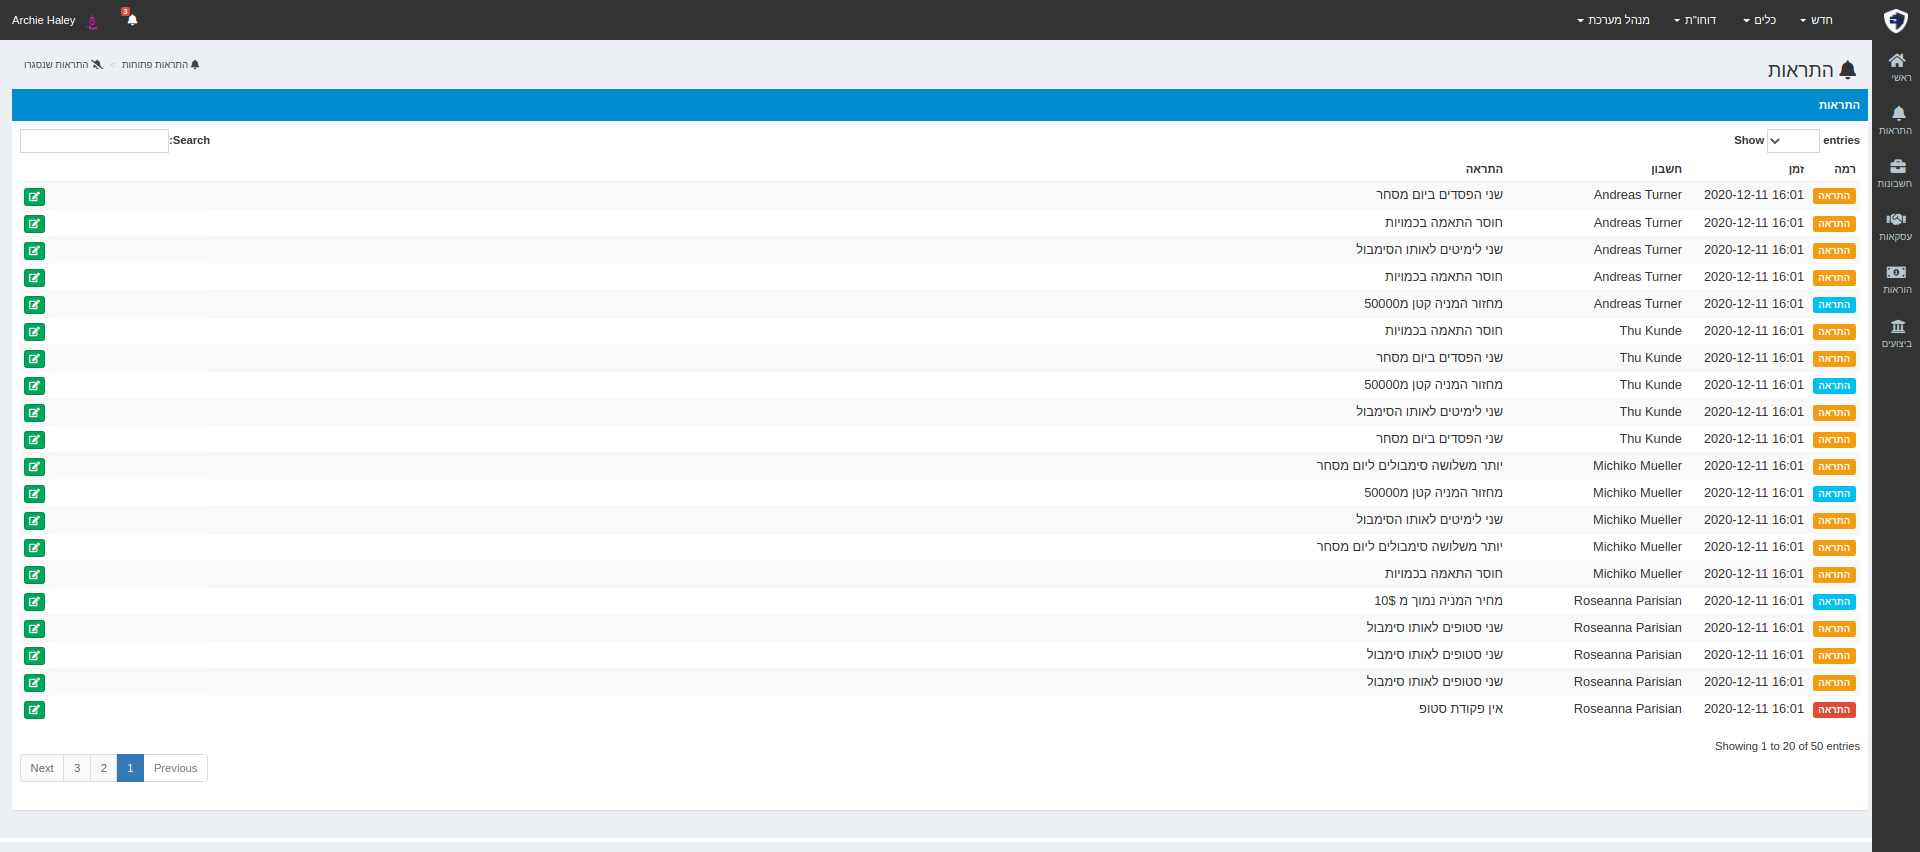 חדש כלים דוחו"ת מנהל מערכת 3 Archie Haley
ראשי
התראות
חשבונות
עסקאות
הוראות
ביצועים
התראות
התראות פתוחות > התראות שנסגרו
התראות
Show entries
Search:
רמה זמן חשבון התראה
התראה 2020-12-11 16:01 Andreas Turner שני הפסדים ביום מסחר
התראה 2020-12-11 16:01 Andreas Turner חוסר התאמה בכמויות
התראה 2020-12-11 16:01 Andreas Turner שני לימיטים לאותו הסימבול
התראה 2020-12-11 16:01 Andreas Turner חוסר התאמה בכמויות
התראה 2020-12-11 16:01 Andreas Turner מחזור המניה קטן מ50000
התראה 2020-12-11 16:01 Thu Kunde חוסר התאמה בכמויות
התראה 2020-12-11 16:01 Thu Kunde שני הפסדים ביום מסחר
התראה 2020-12-11 16:01 Thu Kunde מחזור המניה קטן מ50000
התראה 2020-12-11 16:01 Thu Kunde שני לימיטים לאותו הסימבול
התראה 2020-12-11 16:01 Thu Kunde שני הפסדים ביום מסחר
התראה 2020-12-11 16:01 Michiko Mueller יותר משלושה סימבולים ליום מסחר
התראה 2020-12-11 16:01 Michiko Mueller מחזור המניה קטן מ50000
התראה 2020-12-11 16:01 Michiko Mueller שני לימיטים לאותו הסימבול
התראה 2020-12-11 16:01 Michiko Mueller יותר משלושה סימבולים ליום מסחר
התראה 2020-12-11 16:01 Michiko Mueller חוסר התאמה בכמויות
התראה 2020-12-11 16:01 Roseanna Parisian מחיר המניה נמוך מ 10$
התראה 2020-12-11 16:01 Roseanna Parisian שני סטופים לאותו סימבול
התראה 2020-12-11 16:01 Roseanna Parisian שני סטופים לאותו סימבול
התראה 2020-12-11 16:01 Roseanna Parisian שני סטופים לאותו סימבול
התראה 2020-12-11 16:01 Roseanna Parisian אין פקודת סטופ
Showing 1 to 20 of 50 entries
Previous 1 2 3 Next